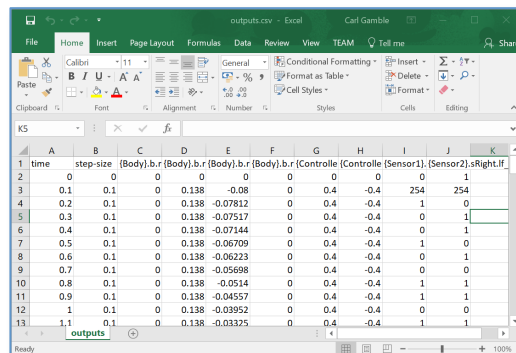 outputs.csv - Excel Carl Gamble
File Home Insert Page Layout Formulas Data Review View TEAM Tell me Share
Calibri 11 General Conditional Formatting Insert
Paste B I U A A % Format as Table Delete
A Cell Styles Format
Clipboard Font Alignment Number Styles Cells Editing
K5 fx
A B C D E F G H I J K
1 time step-size {Body}.b.r {Body}.b.r {Body}.b.r {Body}.b.r {Controlle {Controlle {Sensor1}. {Sensor2}.sRight.lf_
2 0 0 0 0 0 0 0 0 0 1
3 0.1 0.1 0 0.138 -0.08 0 0.4 -0.4 254 254
4 0.2 0.1 0 0.138 -0.07812 0 0.4 -0.4 1 0
5 0.3 0.1 0 0.138 -0.07517 0 0.4 -0.4 0 1
6 0.4 0.1 0 0.138 -0.07144 0 0.4 -0.4 0 1
7 0.5 0.1 0 0.138 -0.06709 0 0.4 -0.4 1 0
8 0.6 0.1 0 0.138 -0.06223 0 0.4 -0.4 0 1
9 0.7 0.1 0 0.138 -0.05698 0 0.4 -0.4 0 0
10 0.8 0.1 0 0.138 -0.0514 0 0.4 -0.4 1 1
11 0.9 0.1 0 0.138 -0.04557 0 0.4 -0.4 1 1
12 1 0.1 0 0.138 -0.03952 0 0.4 -0.4 0 0
13 1.1 0.1 0 0.138 -0.03325 0 0.4 -0.4 1 1
outputs
Ready 100%